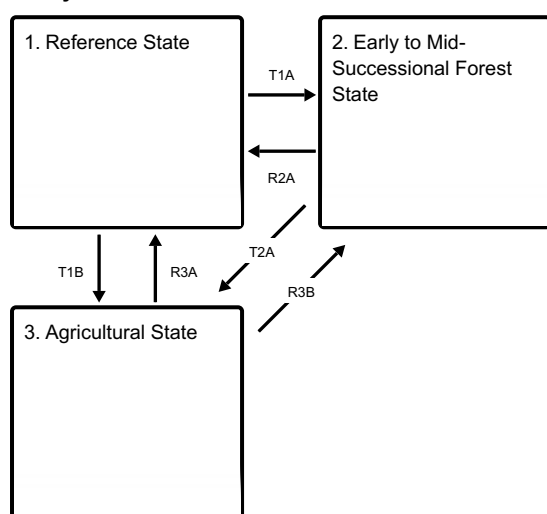 1. Reference State
2. Early to Mid-
Successional Forest
State
T1A
R2A
T2A
T1B
R3A
R3B
3. Agricultural State